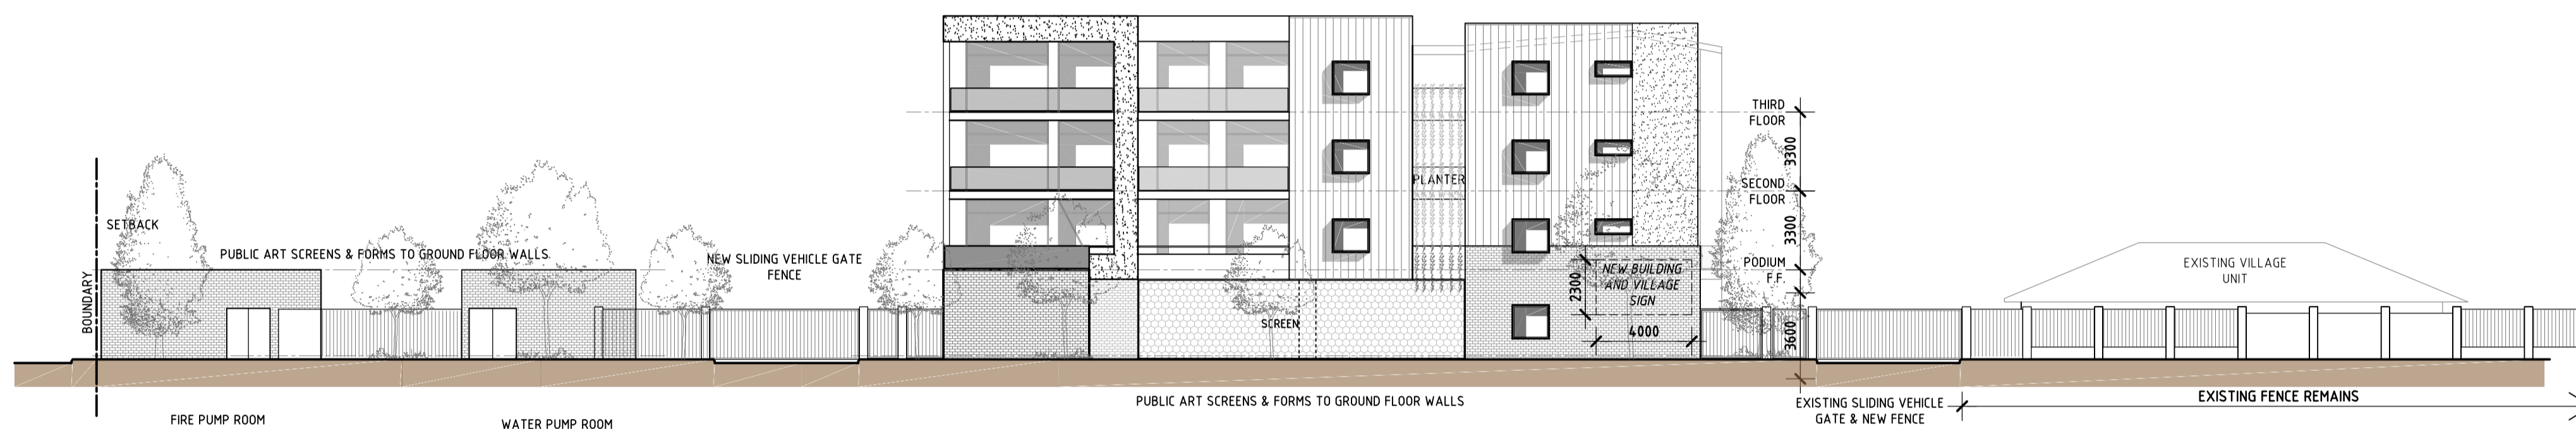 SETBACK
BOUNDARY
PUBLIC ART SCREENS & FORMS TO GROUND FLOOR WALLS
NEW SLIDING VEHICLE GATE
FENCE
FIRE PUMP ROOM
WATER PUMP ROOM
SCREEN
PLANTER
NEW BUILDING
AND VILLAGE
SIGN
2300
4000
PUBLIC ART SCREENS & FORMS TO GROUND FLOOR WALLS
THIRD
FLOOR
3300
SECOND
FLOOR
3300
PODIUM
F.F.
3600
EXISTING VILLAGE
UNIT
EXISTING SLIDING VEHICLE
GATE & NEW FENCE
EXISTING FENCE REMAINS